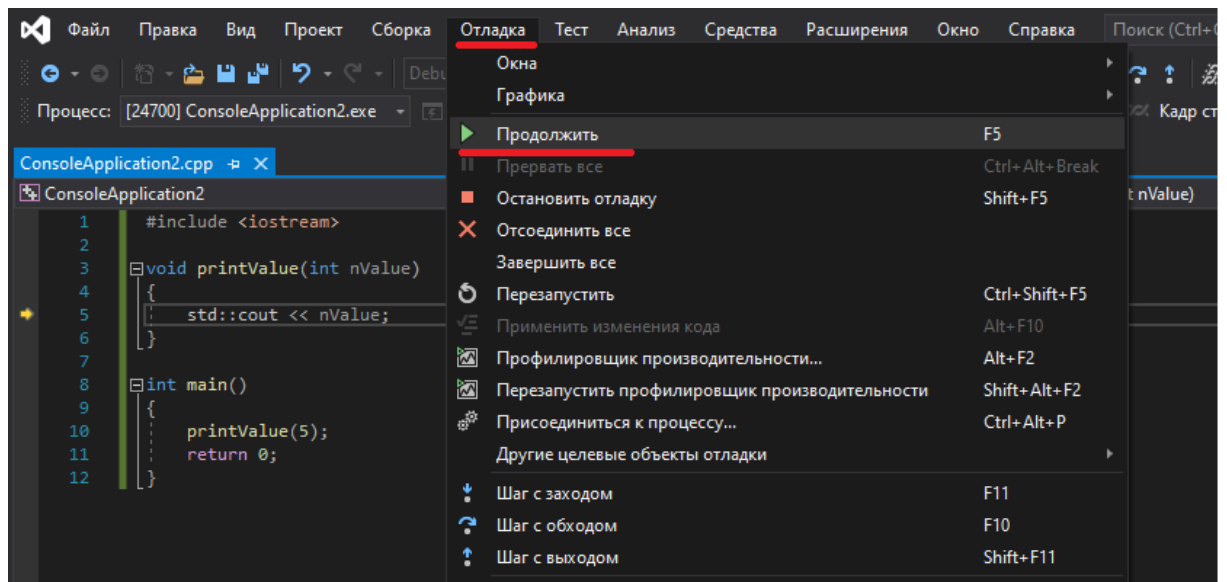 Файл Правка Вид Проект Сборка Отладка Тест Анализ Средства Расширения Окно Справка Поиск (Ctrl+
Debu
Процесс: [24700] ConsoleApplication2.exe Кадр ст
Окна
Графика
Продолжить F5
Прервать все Ctrl+Alt+Break
Остановить отладку Shift+F5
Отсоединить все
Завершить все
Перезапустить Ctrl+Shift+F5
Применить изменения кода Alt+F10
Профилировщик производительности... Alt+F2
Перезапустить профилировщик производительности Shift+Alt+F2
Присоединиться к процессу... Ctrl+Alt+P
Другие целевые объекты отладки
Шаг с заходом F11
Шаг с обходом F10
Шаг с выходом Shift+F11
ConsoleApplication2.cpp
ConsoleApplication2 t nValue)
1 #include <iostream>
2
3 void printValue(int nValue)
4 {
5 std::cout << nValue;
6 }
7
8 int main()
9 {
10 printValue(5);
11 return 0;
12 }